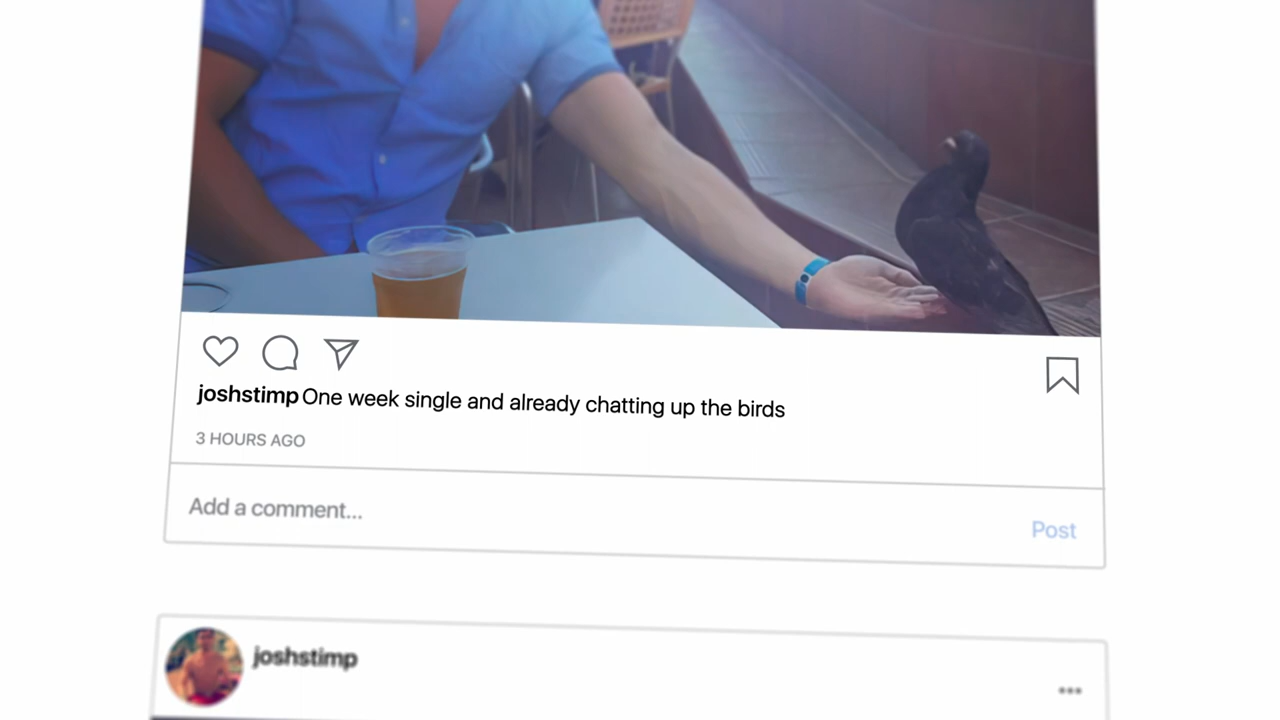 joshstimp One week single and already chatting up the birds
3 HOURS AGO
Add a comment...
Post
joshstimp